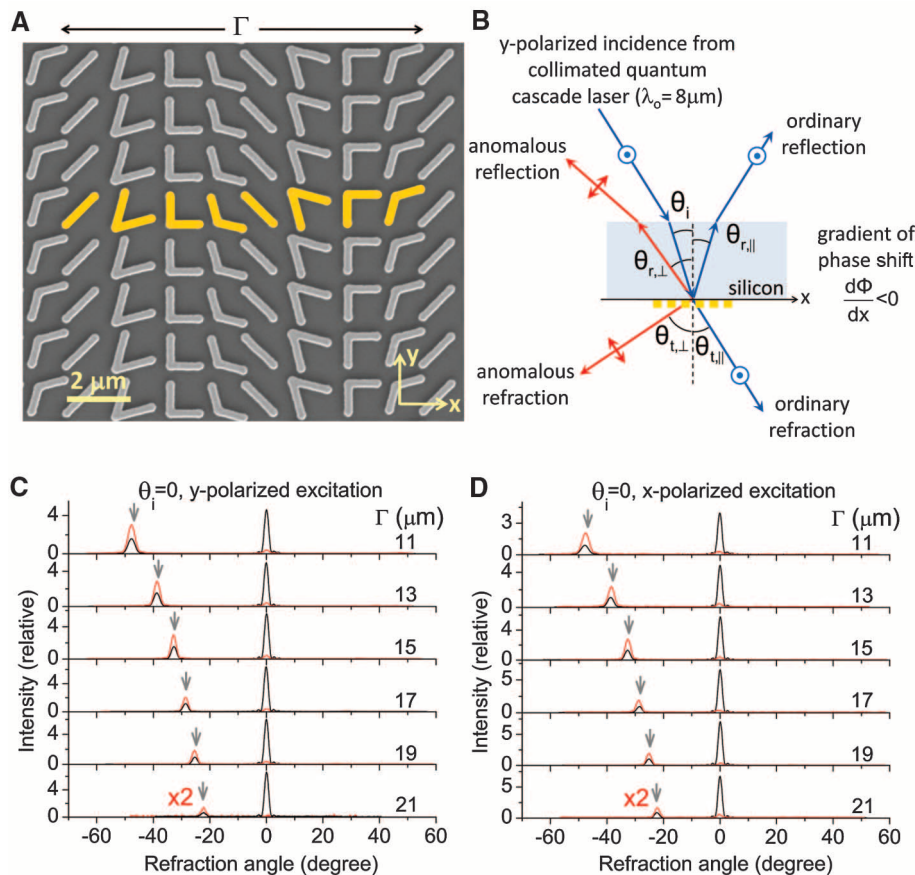 A
Γ
2 μm
y
x
B
y-polarized incidence from
collimated quantum
cascade laser (λo= 8μm)
anomalous
reflection
ordinary
reflection
θi
θr,⊥
θr,||
silicon
x
gradient of
phase shift
dΦ/dx <0
θt,⊥
θt,||
anomalous
refraction
ordinary
refraction
C
θi=0, y-polarized excitation
Γ (μm)
4
0
11
4
0
13
4
0
15
4
0
17
4
0
19
4
0
21
x2
Intensity (relative)
-60 -40 -20 0 20 40 60
Refraction angle (degree)
D
θi=0, x-polarized excitation
Γ (μm)
3
0
11
4
0
13
4
0
15
5
0
17
5
0
19
5
0
21
x2
Intensity (relative)
-60 -40 -20 0 20 40 60
Refraction angle (degree)